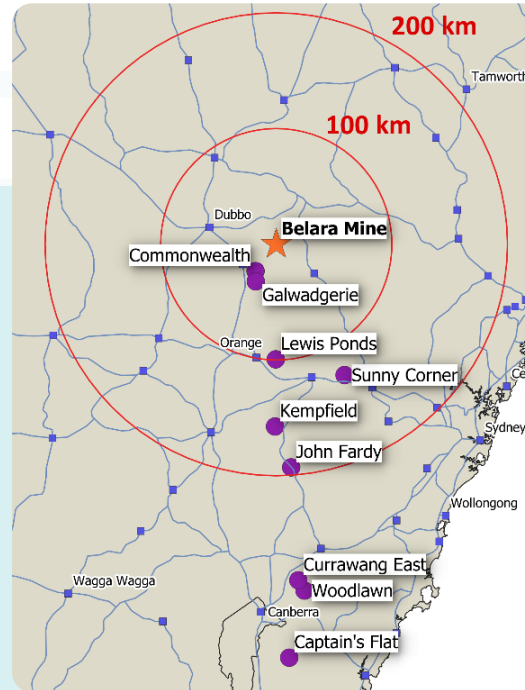 200 km
Tamworth
100 km
Dubbo
Belara Mine
Commonwealth
Galwadgerie
Orange
Lewis Ponds
Sunny Corner
Ce
Kempfield
Sydney
John Fardy
Wollongong
Currawang East
Wagga Wagga
Woodlawn
Canberra
Captain's Flat